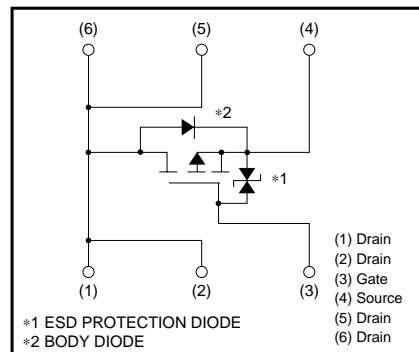 (6) (5) (4)
∗2
∗1
(1) Drain
(2) Drain
(3) Gate
(4) Source
(5) Drain
(6) Drain
(1) (2) (3)
∗1 ESD PROTECTION DIODE
∗2 BODY DIODE